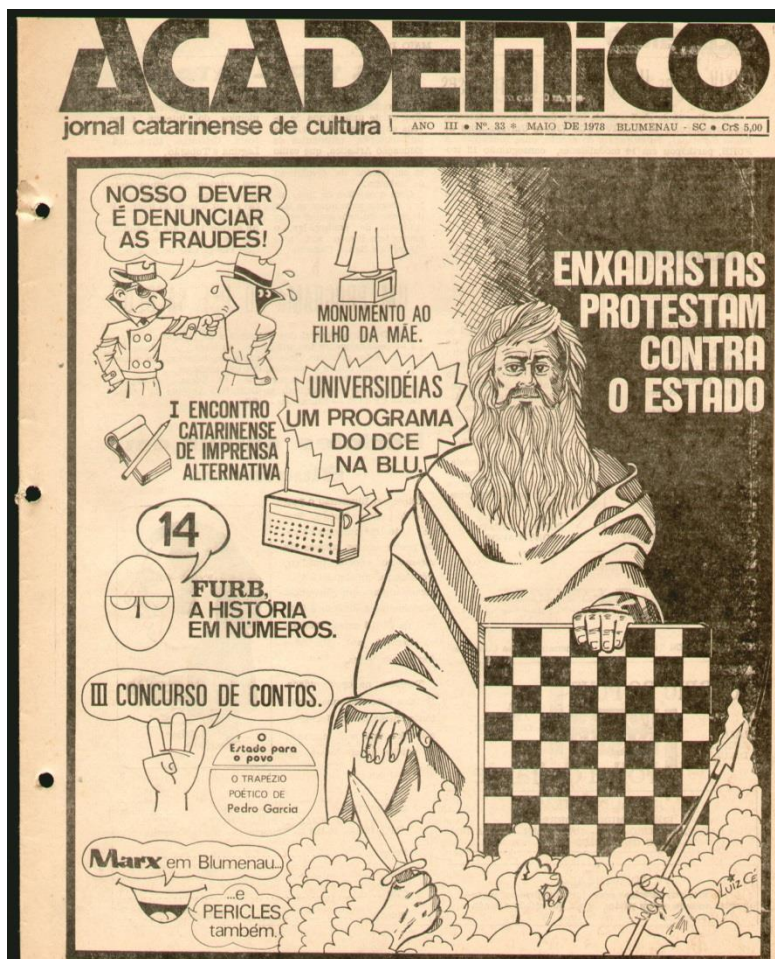 ACADEMiCO
jornal catarinense de cultura
ANO III • Nº. 33 * MAIO DE 1978 BLUMENAU - SC • Cr$ 5,00
NOSSO DEVER
É DENUNCIAR
AS FRAUDES!
MONUMENTO AO
FILHO DA MÃE.
ENXADRISTAS
PROTESTAM
CONTRA
O ESTADO
UNIVERSIDÉIAS
UM PROGRAMA
DO DCE
NA BLU.
I ENCONTRO
CATARINENSE
DE IMPRENSA
ALTERNATIVA
14
FURB,
A HISTÓRIA
EM NÚMEROS.
III CONCURSO DE CONTOS.
O
Estado para
o povo
O TRAPÉZIO
POÉTICO DE
Pedro Garcia
Marx em Blumenau...
...e
PERICLES
também.
LUIZ CÉ